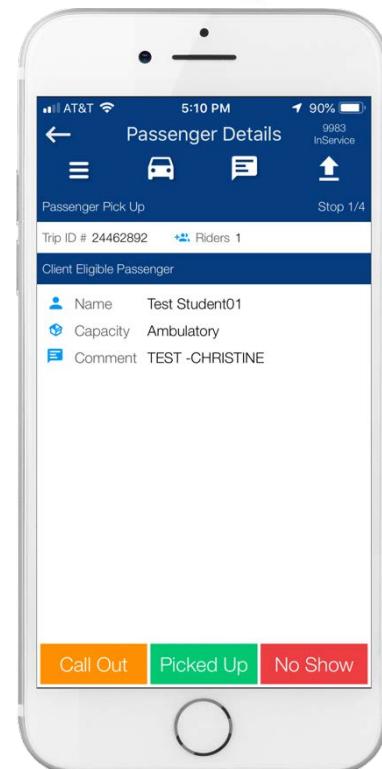 AT&T 5:10 PM 90%
Passenger Details 9983
InService
Passenger Pick Up Stop 1/4
Trip ID # 24462892 Riders 1
Client Eligible Passenger
Name Test Student01
Capacity Ambulatory
Comment TEST -CHRISTINE
Call Out Picked Up No Show